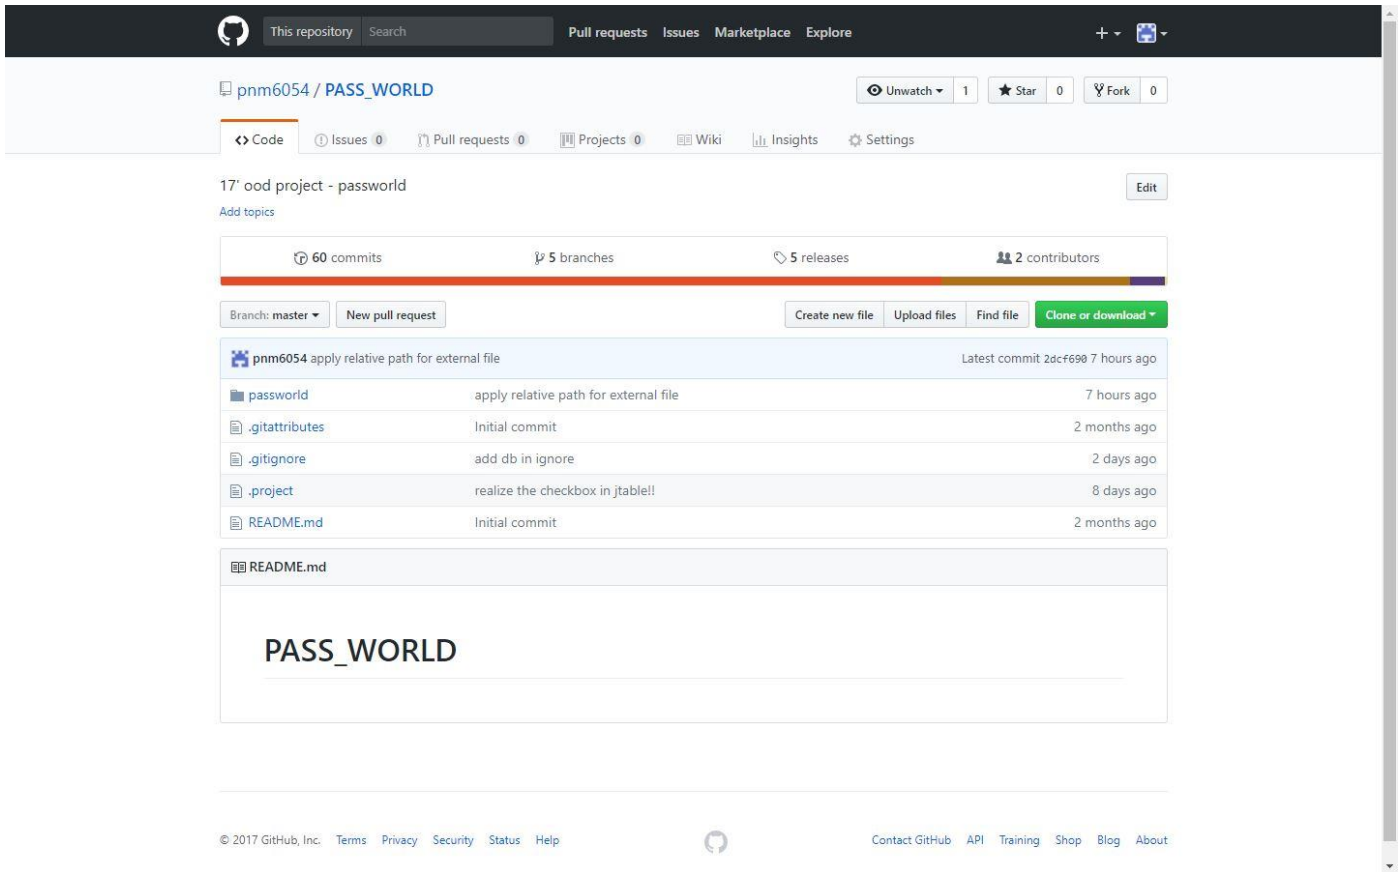 This repository Search Pull requests Issues Marketplace Explore
pnm6054 / PASS_WORLD Unwatch 1 Star 0 Fork 0
Code Issues 0 Pull requests 0 Projects 0 Wiki Insights Settings
17' ood project - passworld Edit
Add topics
60 commits 5 branches 5 releases 2 contributors
Branch: master New pull request Create new file Upload files Find file Clone or download
pnm6054 apply relative path for external file Latest commit 2dcf690 7 hours ago
passworld apply relative path for external file 7 hours ago
.gitattributes Initial commit 2 months ago
.gitignore add db in ignore 2 days ago
.project realize the checkbox in jtable!! 8 days ago
README.md Initial commit 2 months ago
README.md
PASS_WORLD
© 2017 GitHub, Inc. Terms Privacy Security Status Help Contact GitHub API Training Shop Blog About